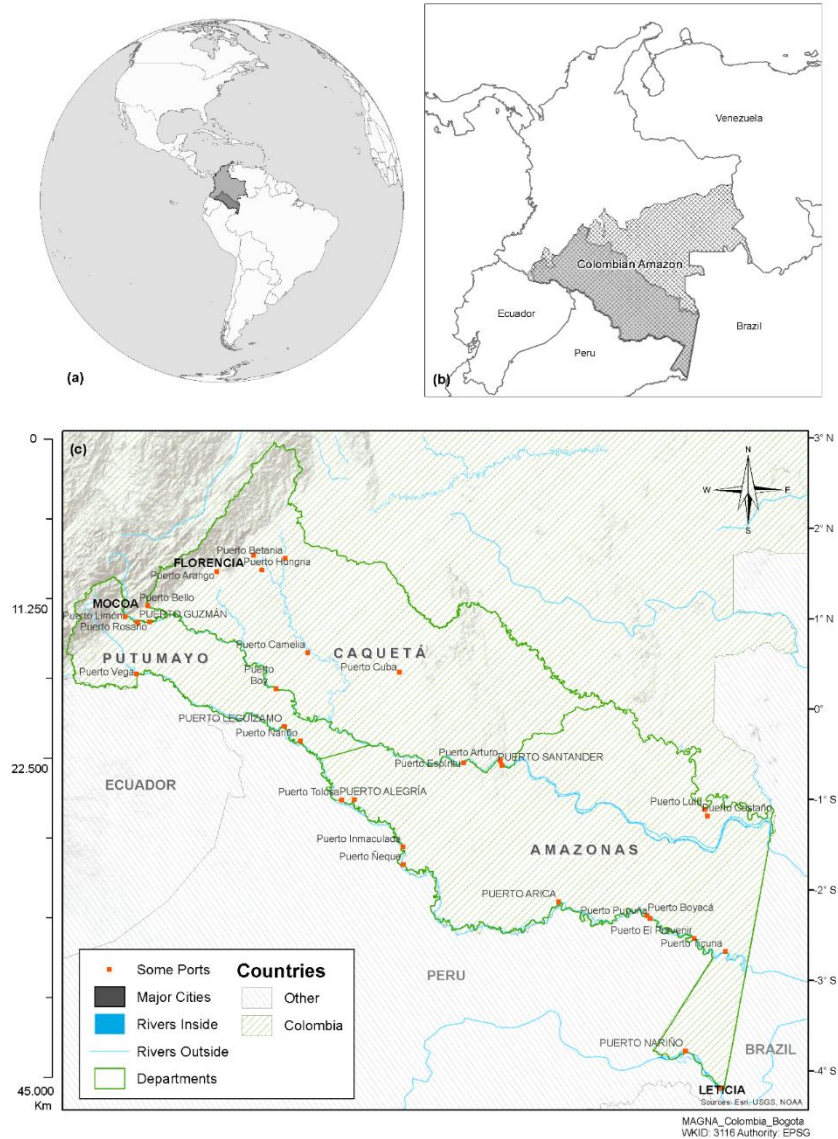 (a)
Venezuela
Colombian Amazon
Ecuador
Brazil
Peru
(b)
(c)
0
11.250
22.500
45.000
Km
3° N
2° N
1° N
0°
-1° S
-2° S
-3° S
-4° S
N
W
E
S
Puerto Betania
FLORENCIA
Puerto Hungria
Puerto Arango
Puerto Bello
MOCOA
Puerto Limón
PUERTO GUZMÁN
Puerto Rosario
PUTUMAYO
Puerto Vega
Puerto Camelia
CAQUETÁ
Puerto Cuba
Puerto
Boy
PUERTO LEGUIZAMO
Puerto Nariño
Puerto Arturo
PUERTO SANTANDER
Puerto Espiritu
ECUADOR
Puerto Tolosa
PUERTO ALEGRÍA
Puerto Castaño
Puerto Inmaculada
AMAZONAS
Puerto Ñeque
PUERTO ARICA
Puerto Pupuña
Puerto Boyacá
Puerto El Porvenir
Puerto Ticuna
PERU
PUERTO NARIÑO
BRAZIL
LETICIA
Sources: Esri, USGS, NOAA
Some Ports
Major Cities
Rivers Inside
Rivers Outside
Departments
Countries
Other
Colombia
MAGNA_Colombia_Bogota
WKID: 3116 Authority: EPSG